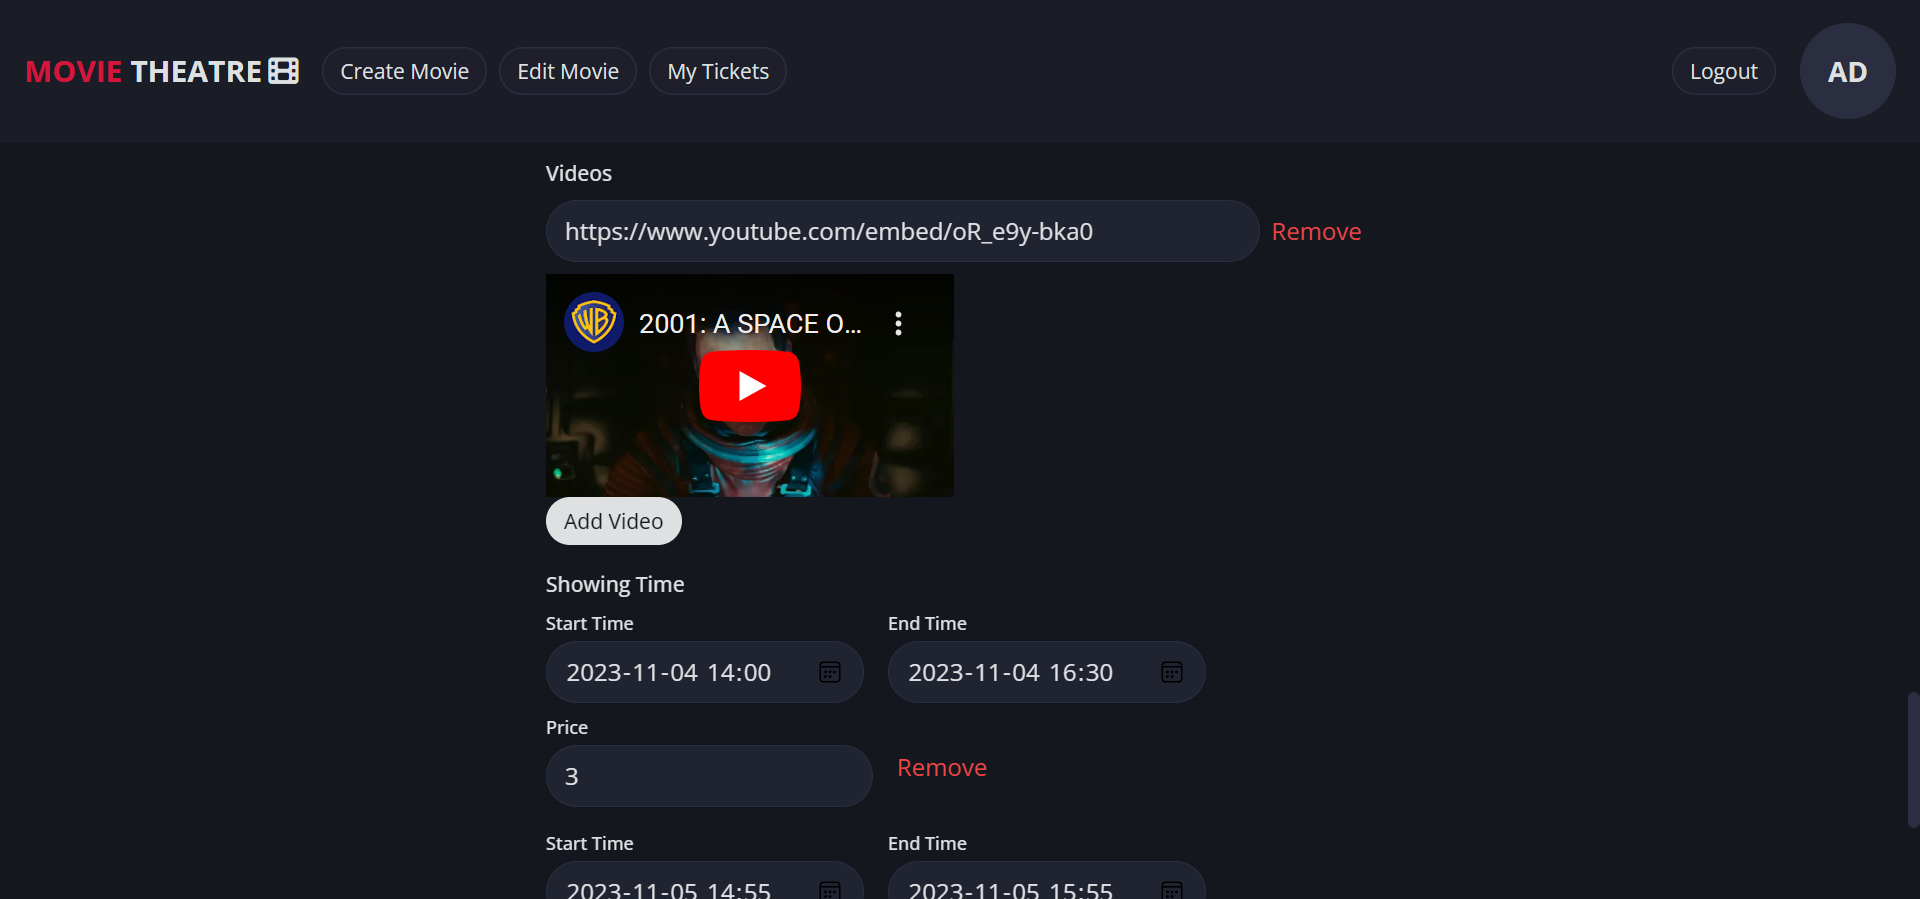 MOVIE THEATRE
Create Movie
Edit Movie
My Tickets
Logout
AD
Videos
https://www.youtube.com/embed/oR_e9y-bka0
Remove
WB
2001: A SPACE O...
Add Video
Showing Time
Start Time
End Time
2023-11-04 14:00
2023-11-04 16:30
Price
3
Remove
Start Time
End Time
2023-11-05 14:55
2023-11-05 15:55